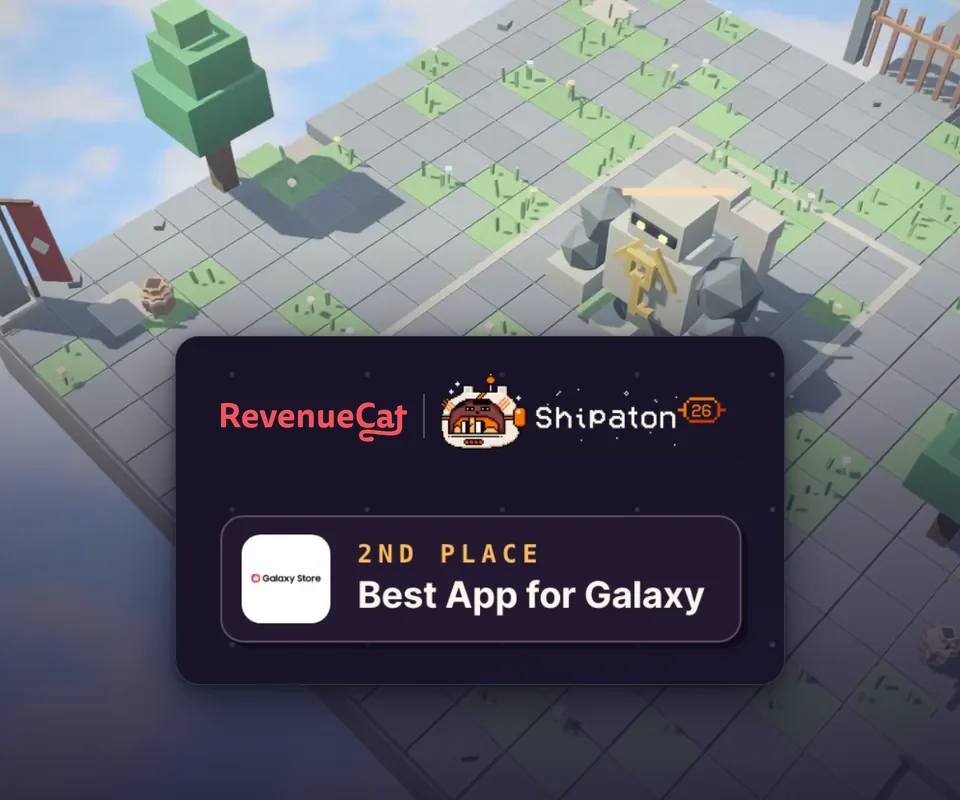 RevenueCat
Shipaton 26
Galaxy Store
2ND PLACE
Best App for Galaxy